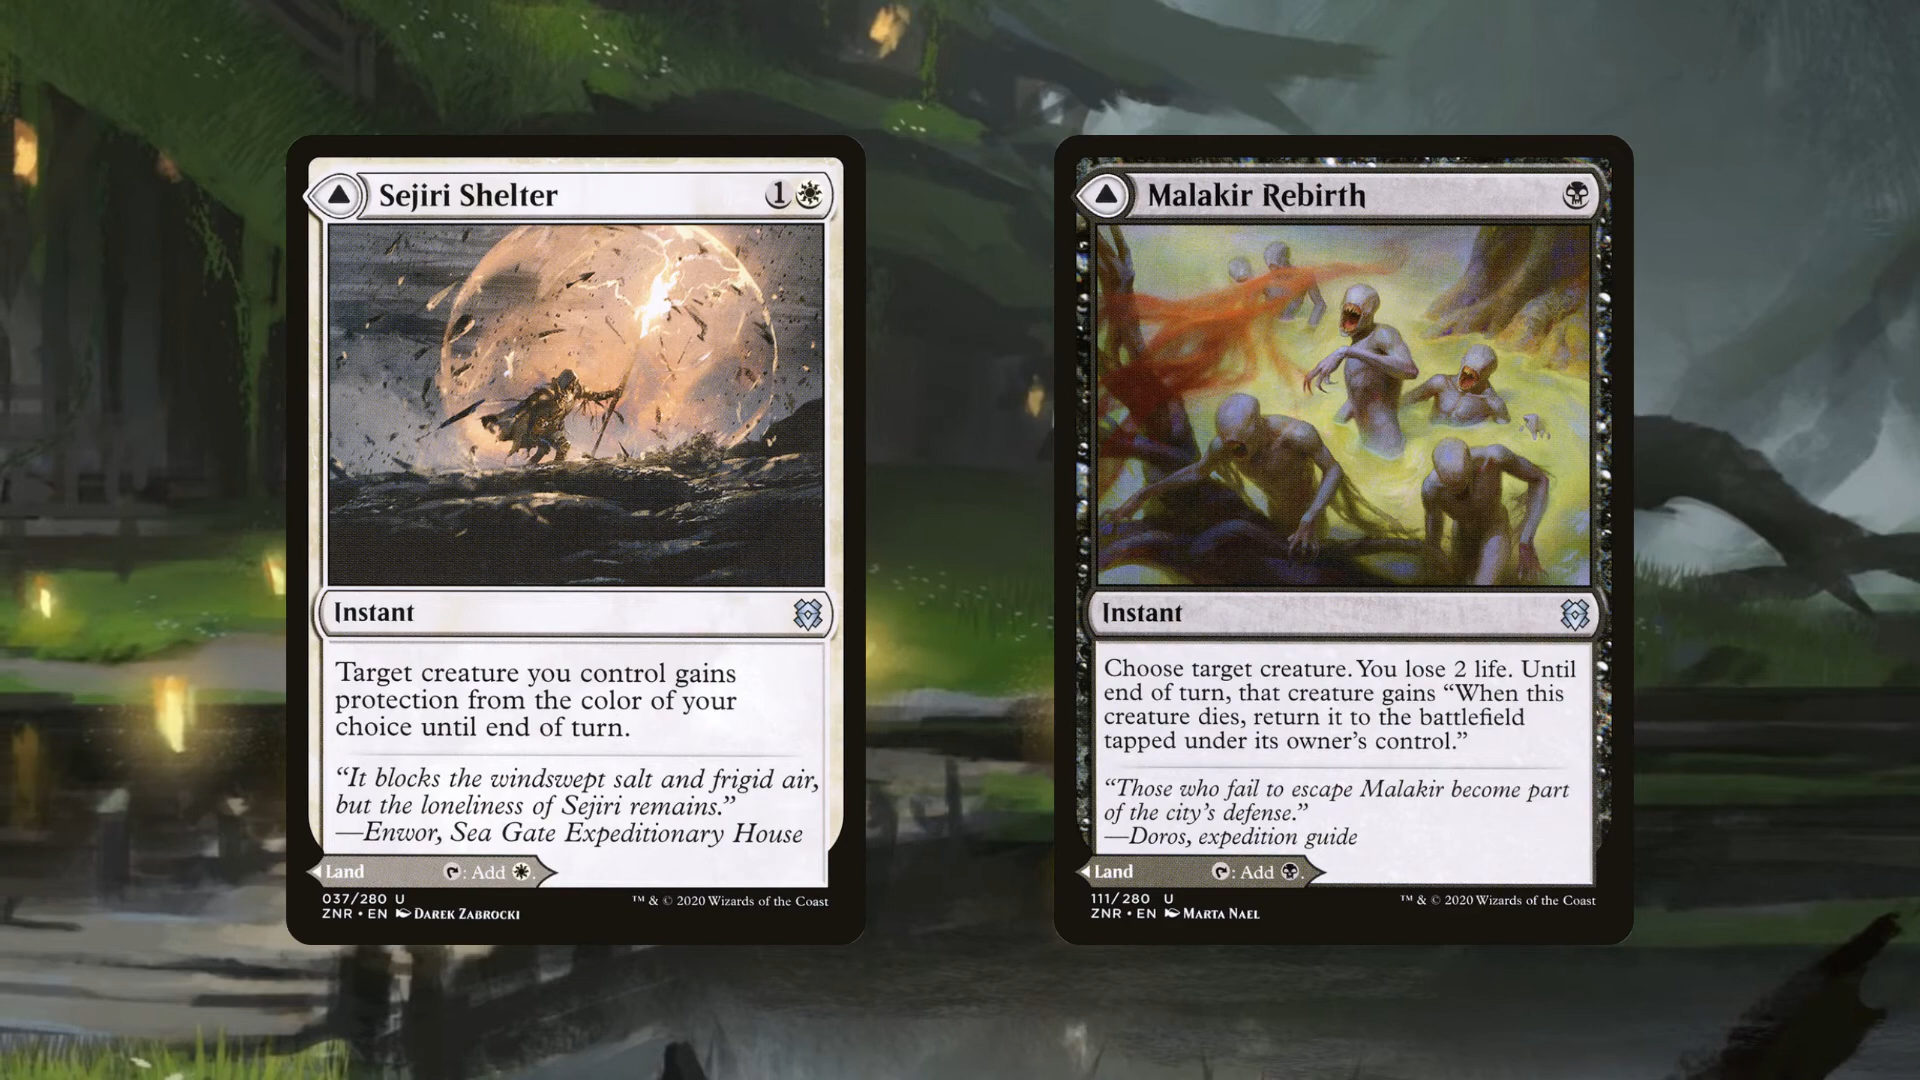 Sejiri Shelter 1
Instant
Target creature you control gains
protection from the color of your
choice until end of turn.
“It blocks the windswept salt and frigid air,
but the loneliness of Sejiri remains.”
—Enwor, Sea Gate Expeditionary House
Land : Add .
037/280 U
ZNR • EN DAREK ZABROCKI
™ & © 2020 Wizards of the Coast
Malakir Rebirth
Instant
Choose target creature. You lose 2 life. Until
end of turn, that creature gains “When this
creature dies, return it to the battlefield
tapped under its owner’s control.”
“Those who fail to escape Malakir become part
of the city’s defense.”
—Doros, expedition guide
Land : Add .
111/280 U
ZNR • EN MARTA NAEL
™ & © 2020 Wizards of the Coast